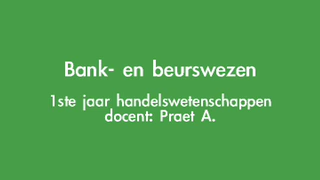 Bank- en beurswezen
1ste jaar handelswetenschappen
docent: Praet A.